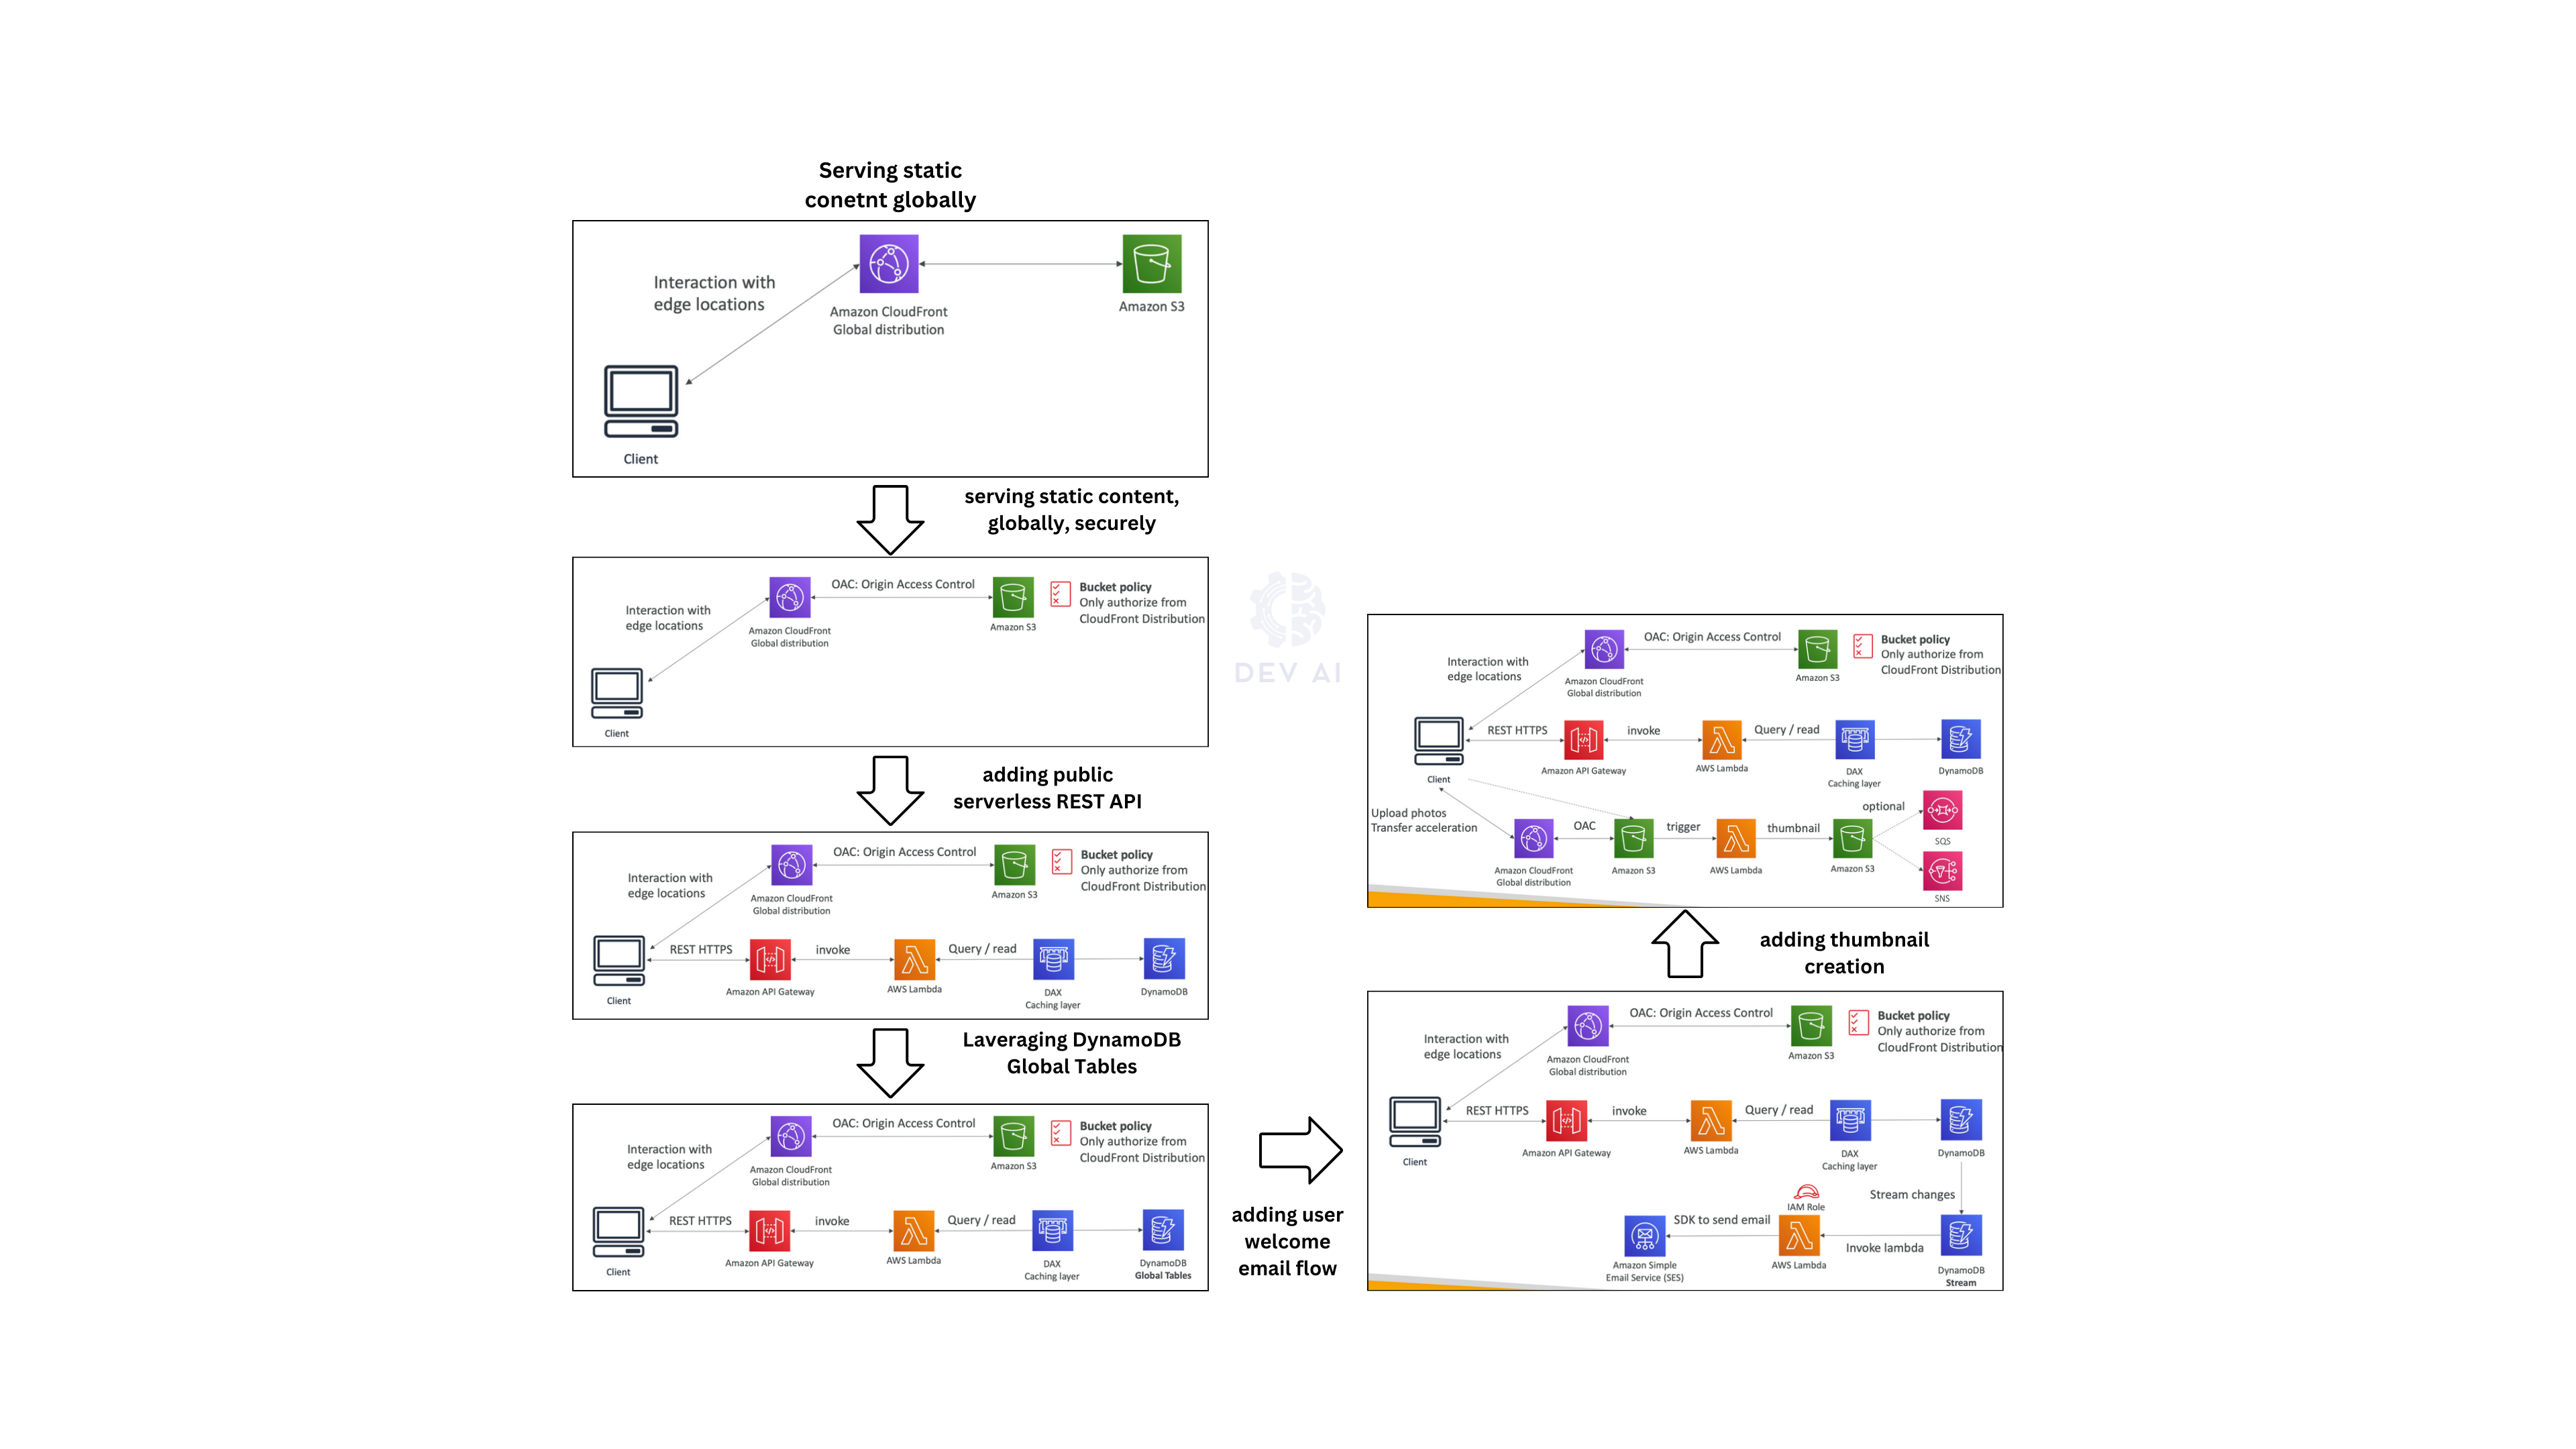 Serving static
conetnt globally
Interaction with
edge locations
Amazon CloudFront
Global distribution
Amazon S3
Client
serving static content,
globally, securely
OAC: Origin Access Control
Bucket policy
Only authorize from
CloudFront Distribution
Interaction with
edge locations
Amazon CloudFront
Global distribution
Amazon S3
Client
adding public
serverless REST API
OAC: Origin Access Control
Bucket policy
Only authorize from
CloudFront Distribution
Interaction with
edge locations
Amazon CloudFront
Global distribution
Amazon S3
REST HTTPS
invoke
Query / read
Client
Amazon API Gateway
AWS Lambda
DAX
Caching layer
DynamoDB
Laveraging DynamoDB
Global Tables
OAC: Origin Access Control
Bucket policy
Only authorize from
CloudFront Distribution
Interaction with
edge locations
Amazon CloudFront
Global distribution
Amazon S3
REST HTTPS
invoke
Query / read
Client
Amazon API Gateway
AWS Lambda
DAX
Caching layer
DynamoDB
Global Tables
adding user
welcome
email flow
DEV AI
OAC: Origin Access Control
Bucket policy
Only authorize from
CloudFront Distribution
Interaction with
edge locations
Amazon CloudFront
Global distribution
Amazon S3
REST HTTPS
invoke
Query / read
Client
Amazon API Gateway
AWS Lambda
DAX
Caching layer
DynamoDB
Stream changes
IAM Role
SDK to send email
Invoke lambda
Amazon Simple
Email Service (SES)
AWS Lambda
DynamoDB
Stream
adding thumbnail
creation
OAC: Origin Access Control
Bucket policy
Only authorize from
CloudFront Distribution
Interaction with
edge locations
Amazon CloudFront
Global distribution
Amazon S3
REST HTTPS
invoke
Query / read
Client
Amazon API Gateway
AWS Lambda
DAX
Caching layer
DynamoDB
Upload photos
Transfer acceleration
OAC
trigger
thumbnail
optional
SQS
Amazon CloudFront
Global distribution
Amazon S3
AWS Lambda
Amazon S3
SNS